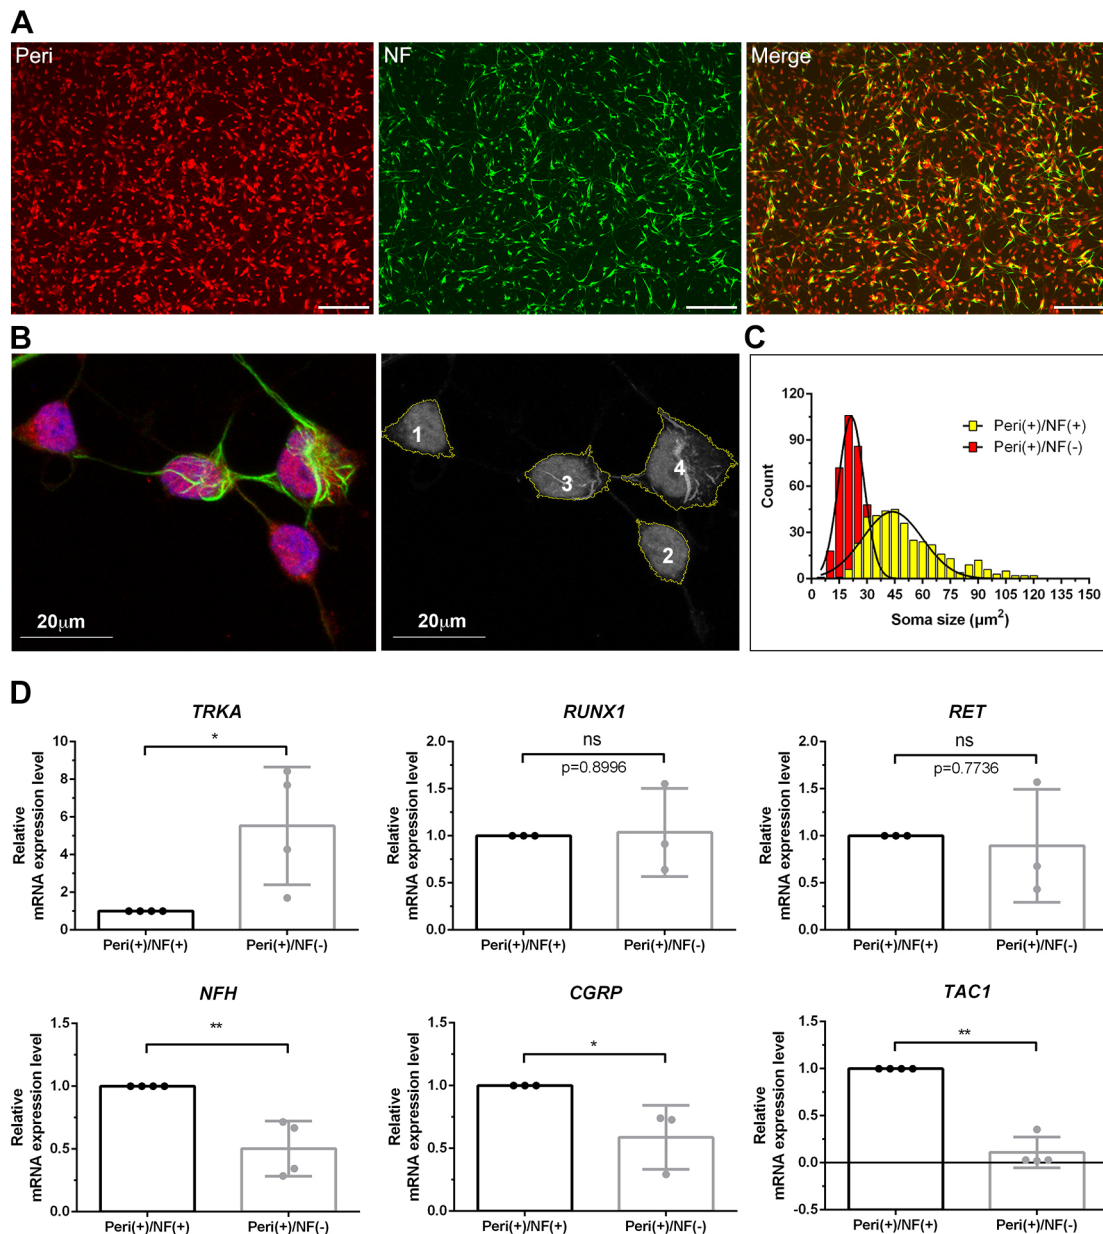 A
Peri
NF
Merge
B
1
3
4
2
20μm
20μm
C
120
90
60
30
0
Count
Peri(+)/NF(+)
Peri(+)/NF(-)
0 15 30 45 60 75 90 105 120 135 150
Soma size (μm²)
D
TRKA
*
10
8
6
4
2
0
Relative
mRNA expression level
Peri(+)/NF(+)
Peri(+)/NF(-)
RUNX1
ns
p=0.8996
2.0
1.5
1.0
0.5
0.0
Relative
mRNA expression level
Peri(+)/NF(+)
Peri(+)/NF(-)
RET
ns
p=0.7736
2.0
1.5
1.0
0.5
0.0
Relative
mRNA expression level
Peri(+)/NF(+)
Peri(+)/NF(-)
NFH
**
1.5
1.0
0.5
0.0
Relative
mRNA expression level
Peri(+)/NF(+)
Peri(+)/NF(-)
CGRP
*
1.5
1.0
0.5
0.0
Relative
mRNA expression level
Peri(+)/NF(+)
Peri(+)/NF(-)
TAC1
**
1.5
1.0
0.5
0.0
-0.5
Relative
mRNA expression level
Peri(+)/NF(+)
Peri(+)/NF(-)